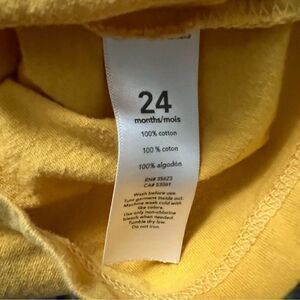 24
months/mois
100% cotton
100 % coton
100% algodón
RN# 55623
CA# 53061
Wash before use.
Turn garment inside out.
Machine wash cold with
like colors.
Use only non-chlorine
bleach when needed.
Tumble dry low.
Do not iron.